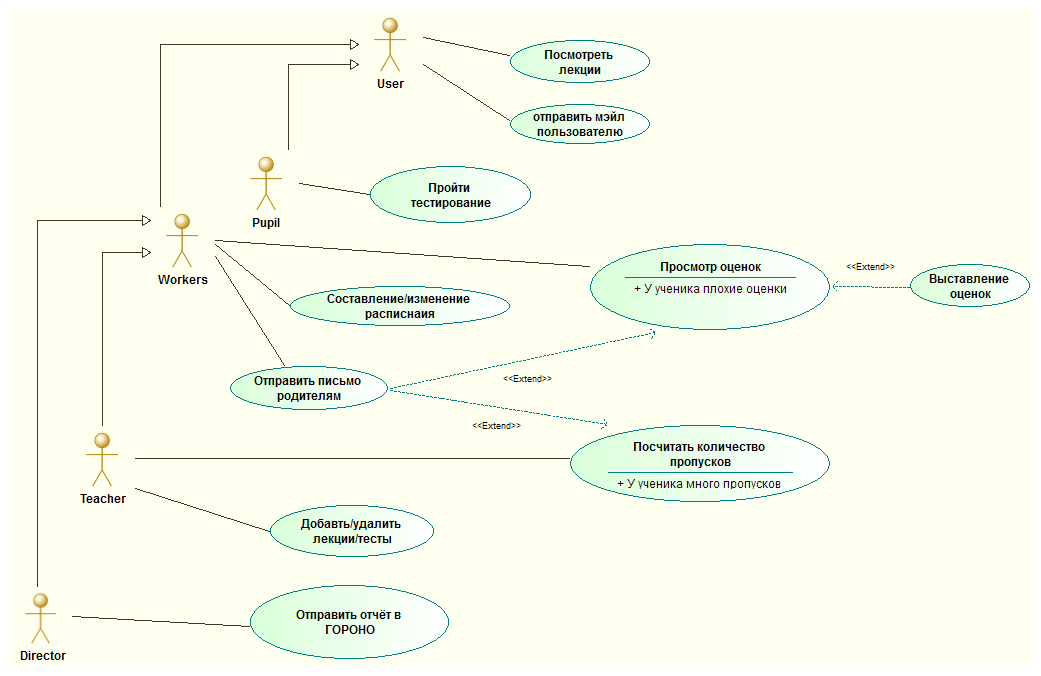 User
Посмотреть
лекции
отправить мэйл
пользователю
Pupil
Пройти
тестирование
Workers
Просмотр оценок
+ У ученика плохие оценки
<<Extend>>
Выставление
оценок
Составление/изменение
расписнаия
Отправить письмо
родителям
<<Extend>>
<<Extend>>
Teacher
Посчитать количество
пропусков
+ У ученика много пропусков
Добавть/удалить
лекции/тесты
Director
Отправить отчёт в
ГОРОНО